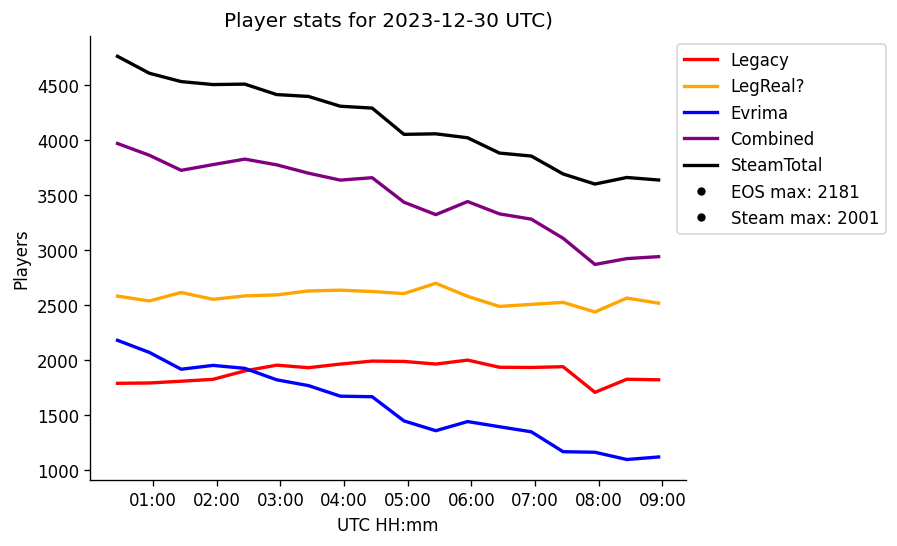 Player stats for 2023-12-30 UTC)
Legacy
LegReal?
Evrima
Combined
SteamTotal
EOS max: 2181
Steam max: 2001
Players
4500
4000
3500
3000
2500
2000
1500
1000
01:00 02:00 03:00 04:00 05:00 06:00 07:00 08:00 09:00
UTC HH:mm